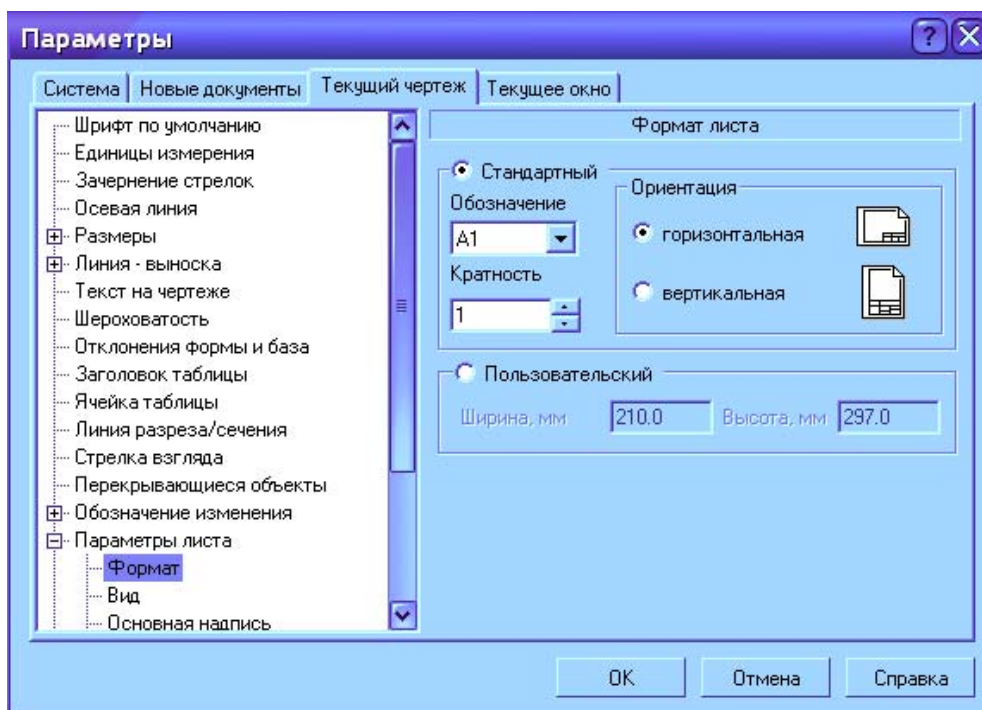 Параметры
Система Новые документы Текущий чертеж Текущее окно
Шрифт по умолчанию
Единицы измерения
Зачернение стрелок
Осевая линия
Размеры
Линия - выноска
Текст на чертеже
Шероховатость
Отклонения формы и база
Заголовок таблицы
Ячейка таблицы
Линия разреза/сечения
Стрелка взгляда
Перекрывающиеся объекты
Обозначение изменения
Параметры листа
Формат
Вид
Основная надпись
Формат листа
Стандартный
Обозначение
A1
Кратность
1
Ориентация
горизонтальная
вертикальная
Пользовательский
Ширина, мм 210.0 Высота, мм 297.0
OK Отмена Справка